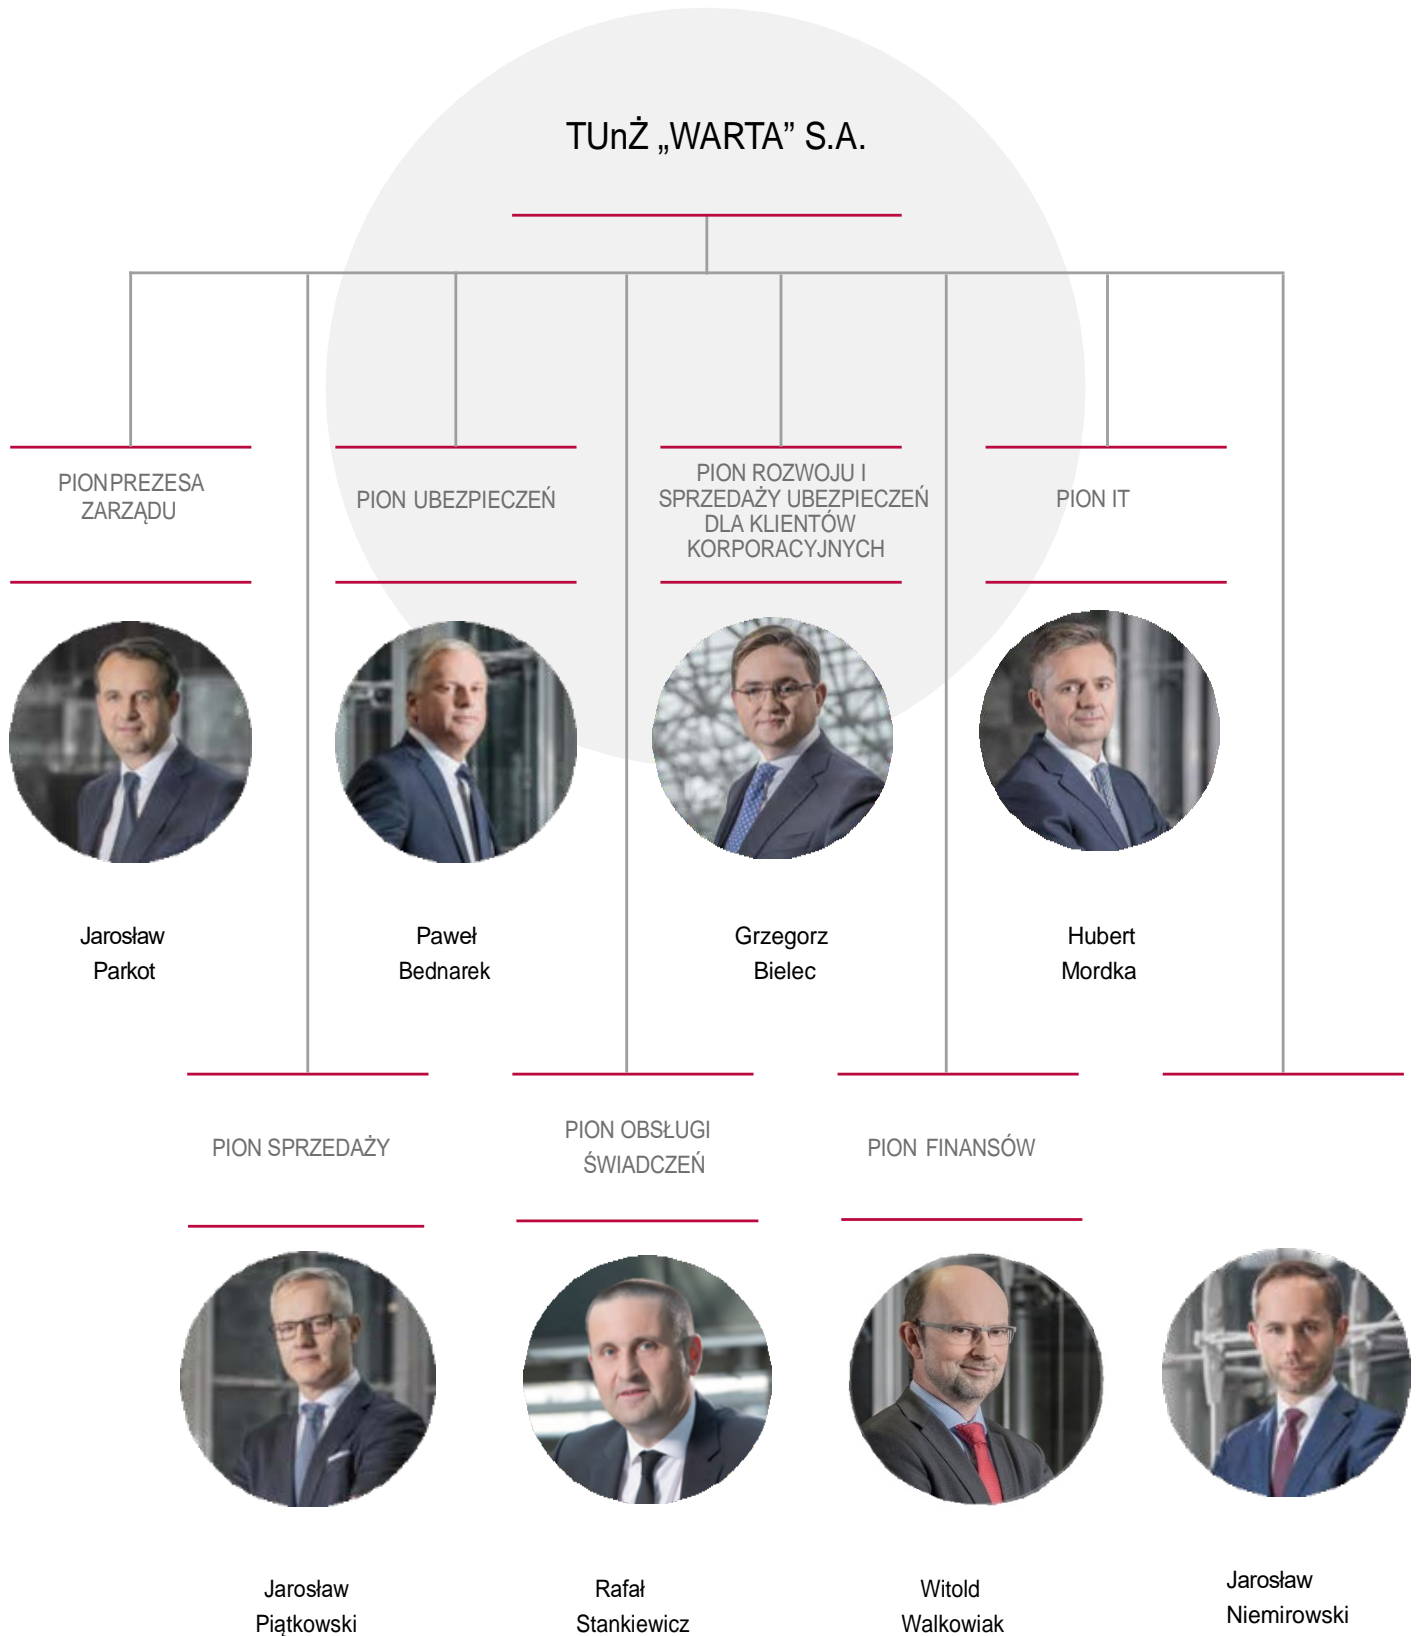 TUnŻ „WARTA” S.A.
PION PREZESA
ZARZĄDU
PION UBEZPIECZEŃ
PION ROZWOJU I
SPRZEDAŻY UBEZPIECZEŃ
DLA KLIENTÓW
KORPORACYJNYCH
PION IT
Jarosław
Parkot
Paweł
Bednarek
Grzegorz
Bielec
Hubert
Mordka
PION SPRZEDAŻY
PION OBSŁUGI
ŚWIADCZEŃ
PION FINANSÓW
Jarosław
Piątkowski
Rafał
Stankiewicz
Witold
Walkowiak
Jarosław
Niemirowski